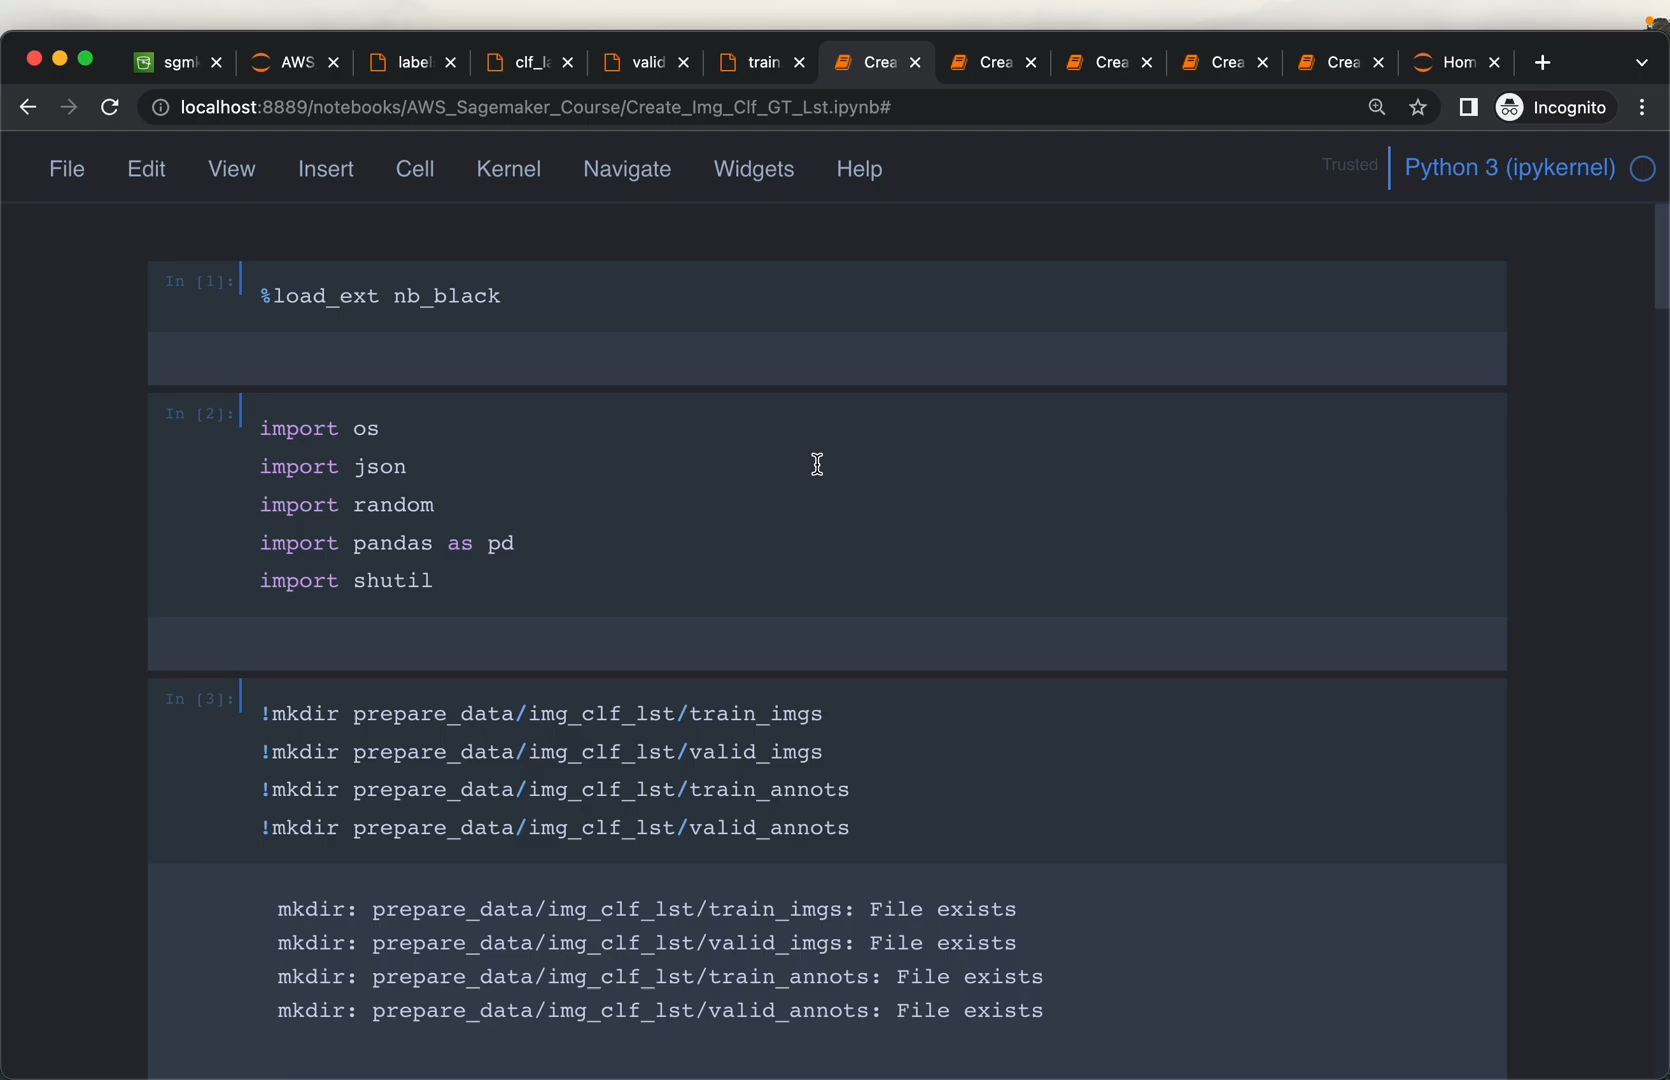 sgm
AWS
label
clf_l
valid
train
Crea
Crea
Crea
Crea
Crea
Hom
localhost:8889/notebooks/AWS_Sagemaker_Course/Create_Img_Clf_GT_Lst.ipynb#
Incognito
File Edit View Insert Cell Kernel Navigate Widgets Help
Trusted
Python 3 (ipykernel)
In [1]:
%load_ext nb_black
In [2]:
import os
import json
import random
import pandas as pd
import shutil
In [3]:
!mkdir prepare_data/img_clf_lst/train_imgs
!mkdir prepare_data/img_clf_lst/valid_imgs
!mkdir prepare_data/img_clf_lst/train_annots
!mkdir prepare_data/img_clf_lst/valid_annots
mkdir: prepare_data/img_clf_lst/train_imgs: File exists
mkdir: prepare_data/img_clf_lst/valid_imgs: File exists
mkdir: prepare_data/img_clf_lst/train_annots: File exists
mkdir: prepare_data/img_clf_lst/valid_annots: File exists